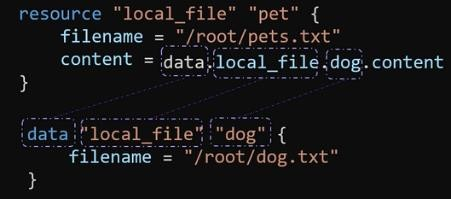 resource "local_file" "pet" {
filename = "/root/pets.txt"
content = data.local_file.dog.content
}
data "local_file" "dog" {
filename = "/root/dog.txt"
}